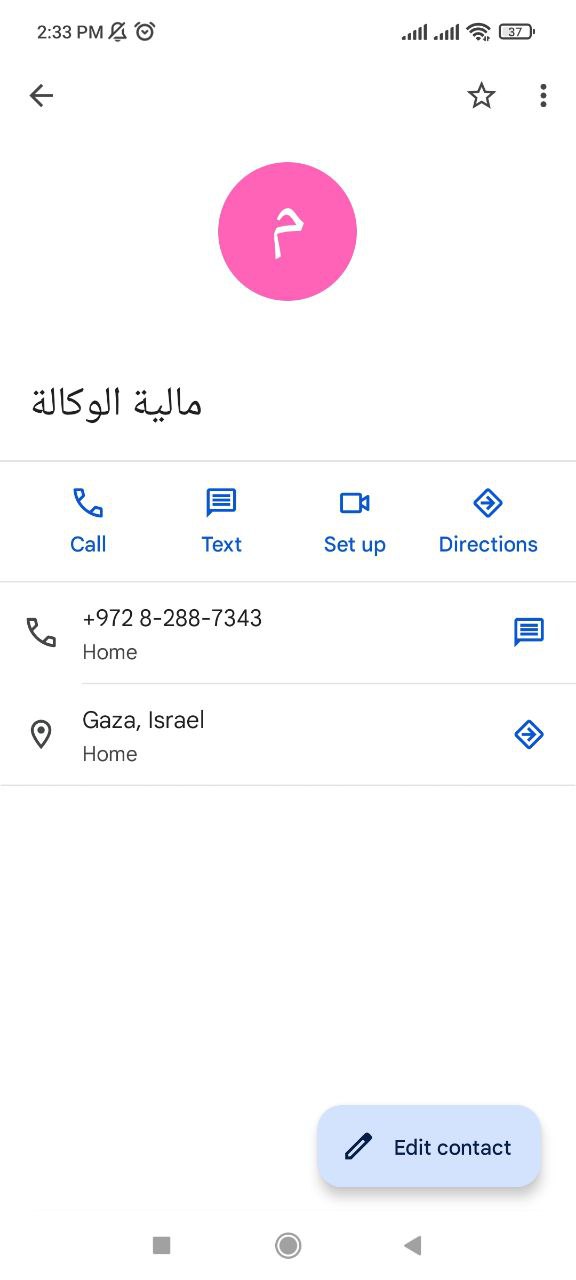 2:33 PM
37
م
مالية الوكالة
Call
Text
Set up
Directions
+972 8-288-7343
Home
Gaza, Israel
Home
Edit contact